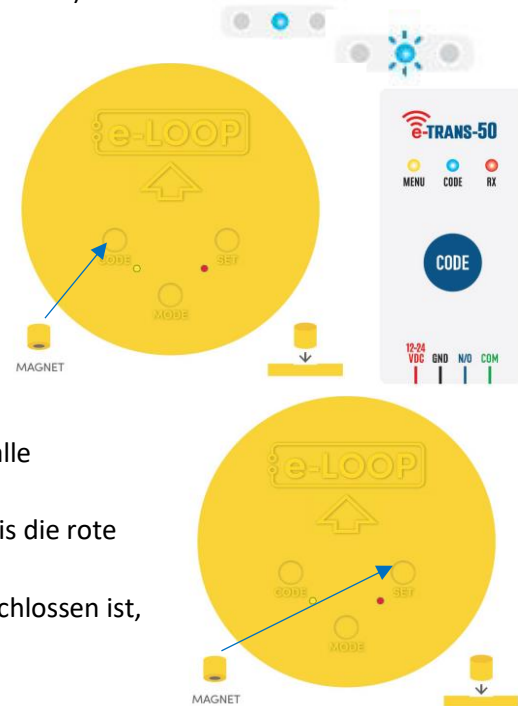 e-LOOP
CODE
SET
MODE
MAGNET
e-TRANS-50
MENU CODE RX
CODE
12-24
VDC GND N/O COM
alle
is die rote
chlossen ist,
e-LOOP
CODE
SET
MODE
MAGNET